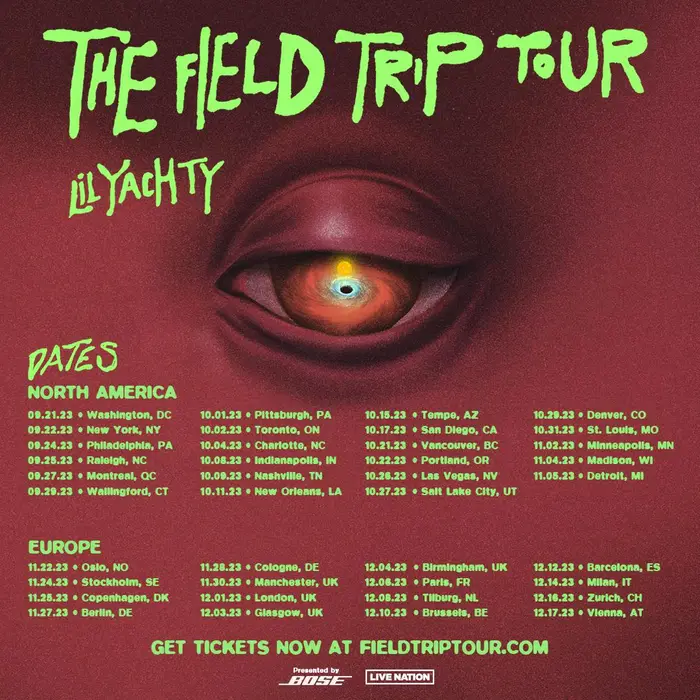 THE FIELD TRIP TOUR
LIL YACHTY
DATES
NORTH AMERICA
09.21.23 • Washington, DC
09.22.23 • New York, NY
09.24.23 • Philadelphia, PA
09.25.23 • Raleigh, NC
09.27.23 • Montreal, QC
09.29.23 • Wallingford, CT
10.01.23 • Pittsburgh, PA
10.02.23 • Toronto, ON
10.04.23 • Charlotte, NC
10.08.23 • Indianapolis, IN
10.09.23 • Nashville, TN
10.11.23 • New Orleans, LA
10.15.23 • Tempe, AZ
10.17.23 • San Diego, CA
10.21.23 • Vancouver, BC
10.22.23 • Portland, OR
10.26.23 • Las Vegas, NV
10.27.23 • Salt Lake City, UT
10.29.23 • Denver, CO
10.31.23 • St. Louis, MO
11.02.23 • Minneapolis, MN
11.04.23 • Madison, WI
11.05.23 • Detroit, MI
EUROPE
11.22.23 • Oslo, NO
11.24.23 • Stockholm, SE
11.25.23 • Copenhagen, DK
11.27.23 • Berlin, DE
11.28.23 • Cologne, DE
11.30.23 • Manchester, UK
12.01.23 • London, UK
12.03.23 • Glasgow, UK
12.04.23 • Birmingham, UK
12.06.23 • Paris, FR
12.08.23 • Tilburg, NL
12.10.23 • Brussels, BE
12.12.23 • Barcelona, ES
12.14.23 • Milan, IT
12.16.23 • Zurich, CH
12.17.23 • Vienna, AT
GET TICKETS NOW AT FIELDTRIPTOUR.COM
Presented by
BOSE
LIVE NATION